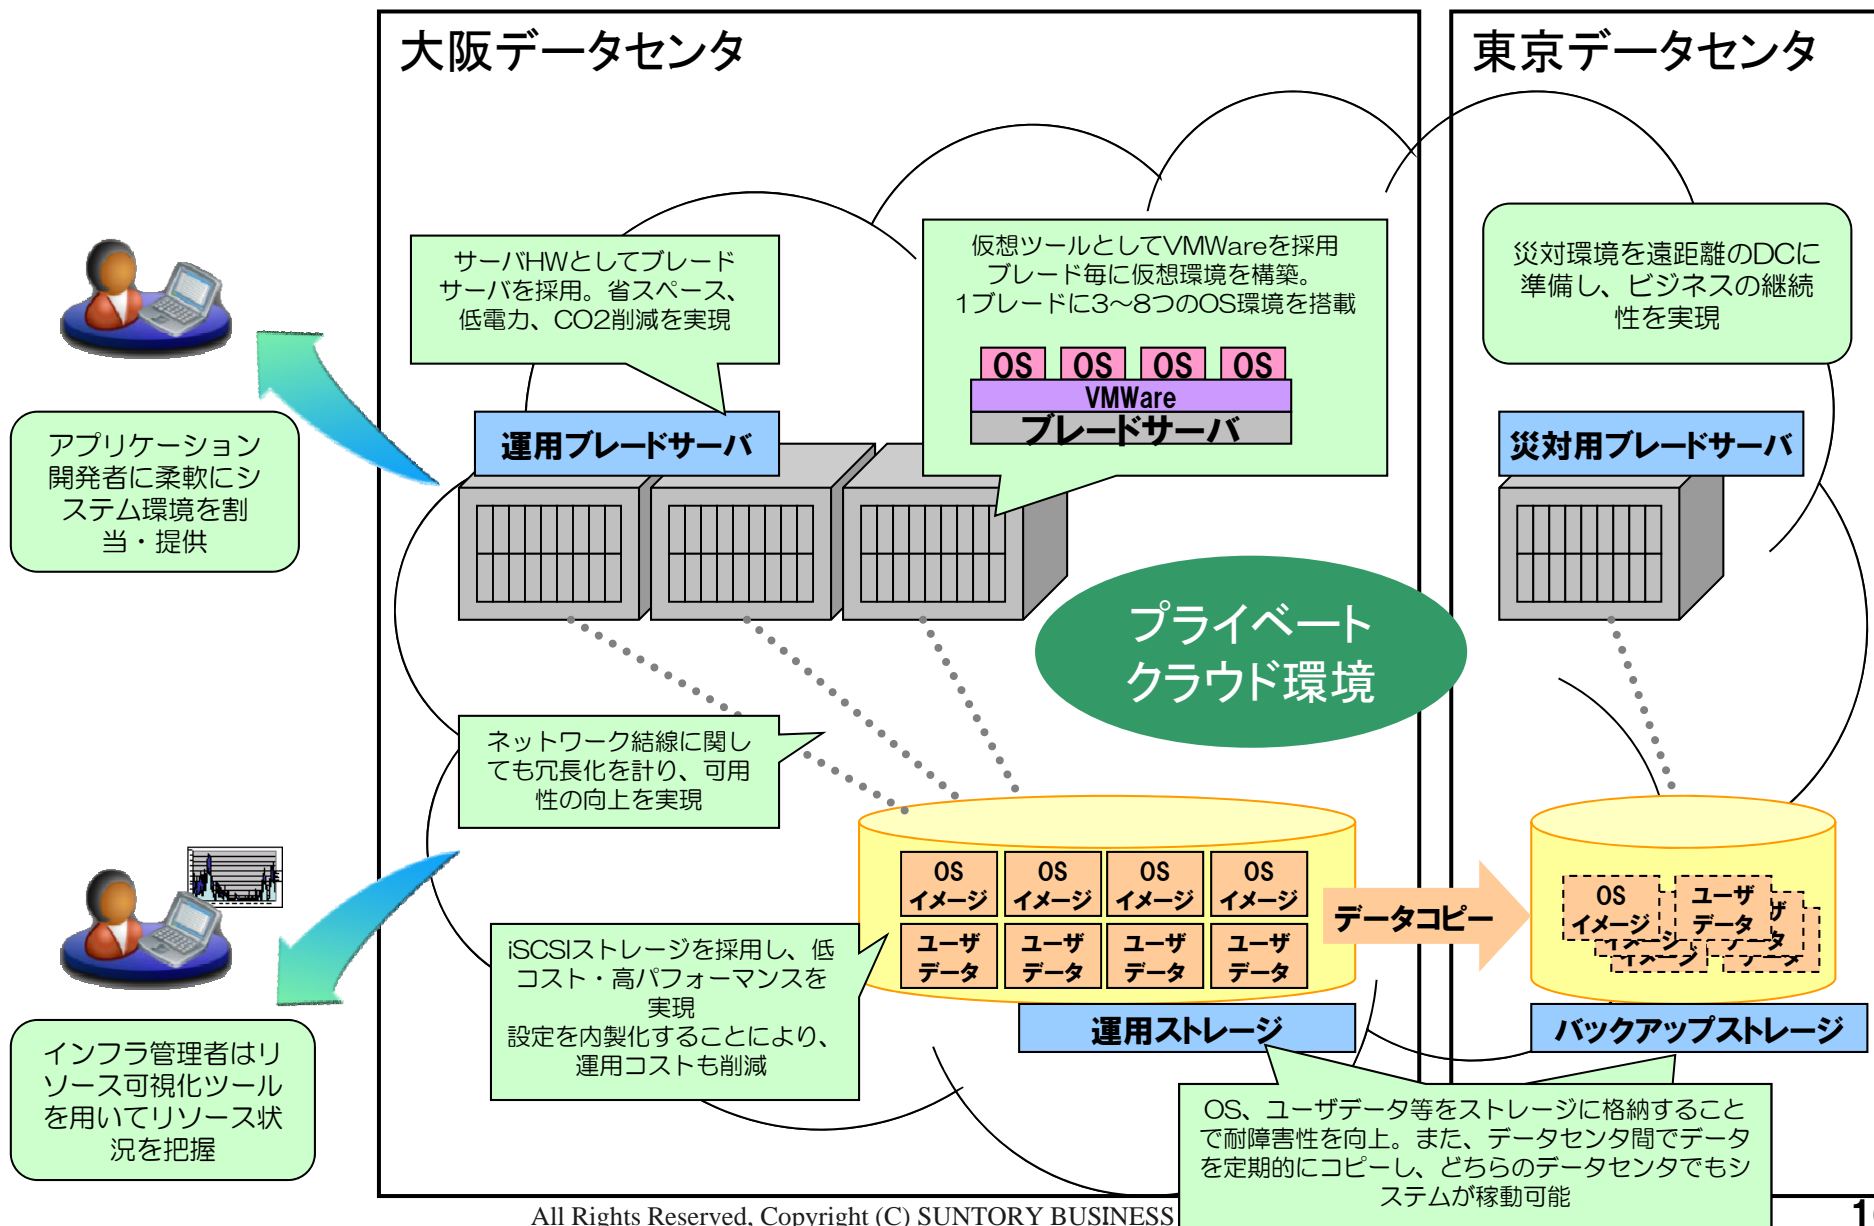 大阪データセンタ
東京データセンタ
サーバHWとしてブレード
サーバを採用。省スペース、
低電力、CO2削減を実現
仮想ツールとしてVMWareを採用
ブレード毎に仮想環境を構築。
1ブレードに3〜8つのOS環境を搭載
OS OS OS OS
VMWare
ブレードサーバ
災対環境を遠距離のDCに
準備し、ビジネスの継続
性を実現
運用ブレードサーバ
災対用ブレードサーバ
アプリケーション
開発者に柔軟にシ
ステム環境を割
当・提供
プライベート
クラウド環境
ネットワーク結線に関し
ても冗長化を計り、可用
性の向上を実現
OS
イメージ
OS
イメージ
OS
イメージ
OS
イメージ
ユーザ
データ
ユーザ
データ
ユーザ
データ
ユーザ
データ
データコピー
OS
イメージ
ユーザ
データ
イメージ
データ
iSCSIストレージを採用し、低
コスト・高パフォーマンスを
実現
設定を内製化することにより、
運用コストも削減
運用ストレージ
バックアップストレージ
インフラ管理者はリ
ソース可視化ツール
を用いてリソース状
況を把握
OS、ユーザデータ等をストレージに格納すること
で耐障害性を向上。また、データセンタ間でデータ
を定期的にコピーし、どちらのデータセンタでもシ
ステムが稼動可能
All Rights Reserved, Copyright (C) SUNTORY BUSINESS
1